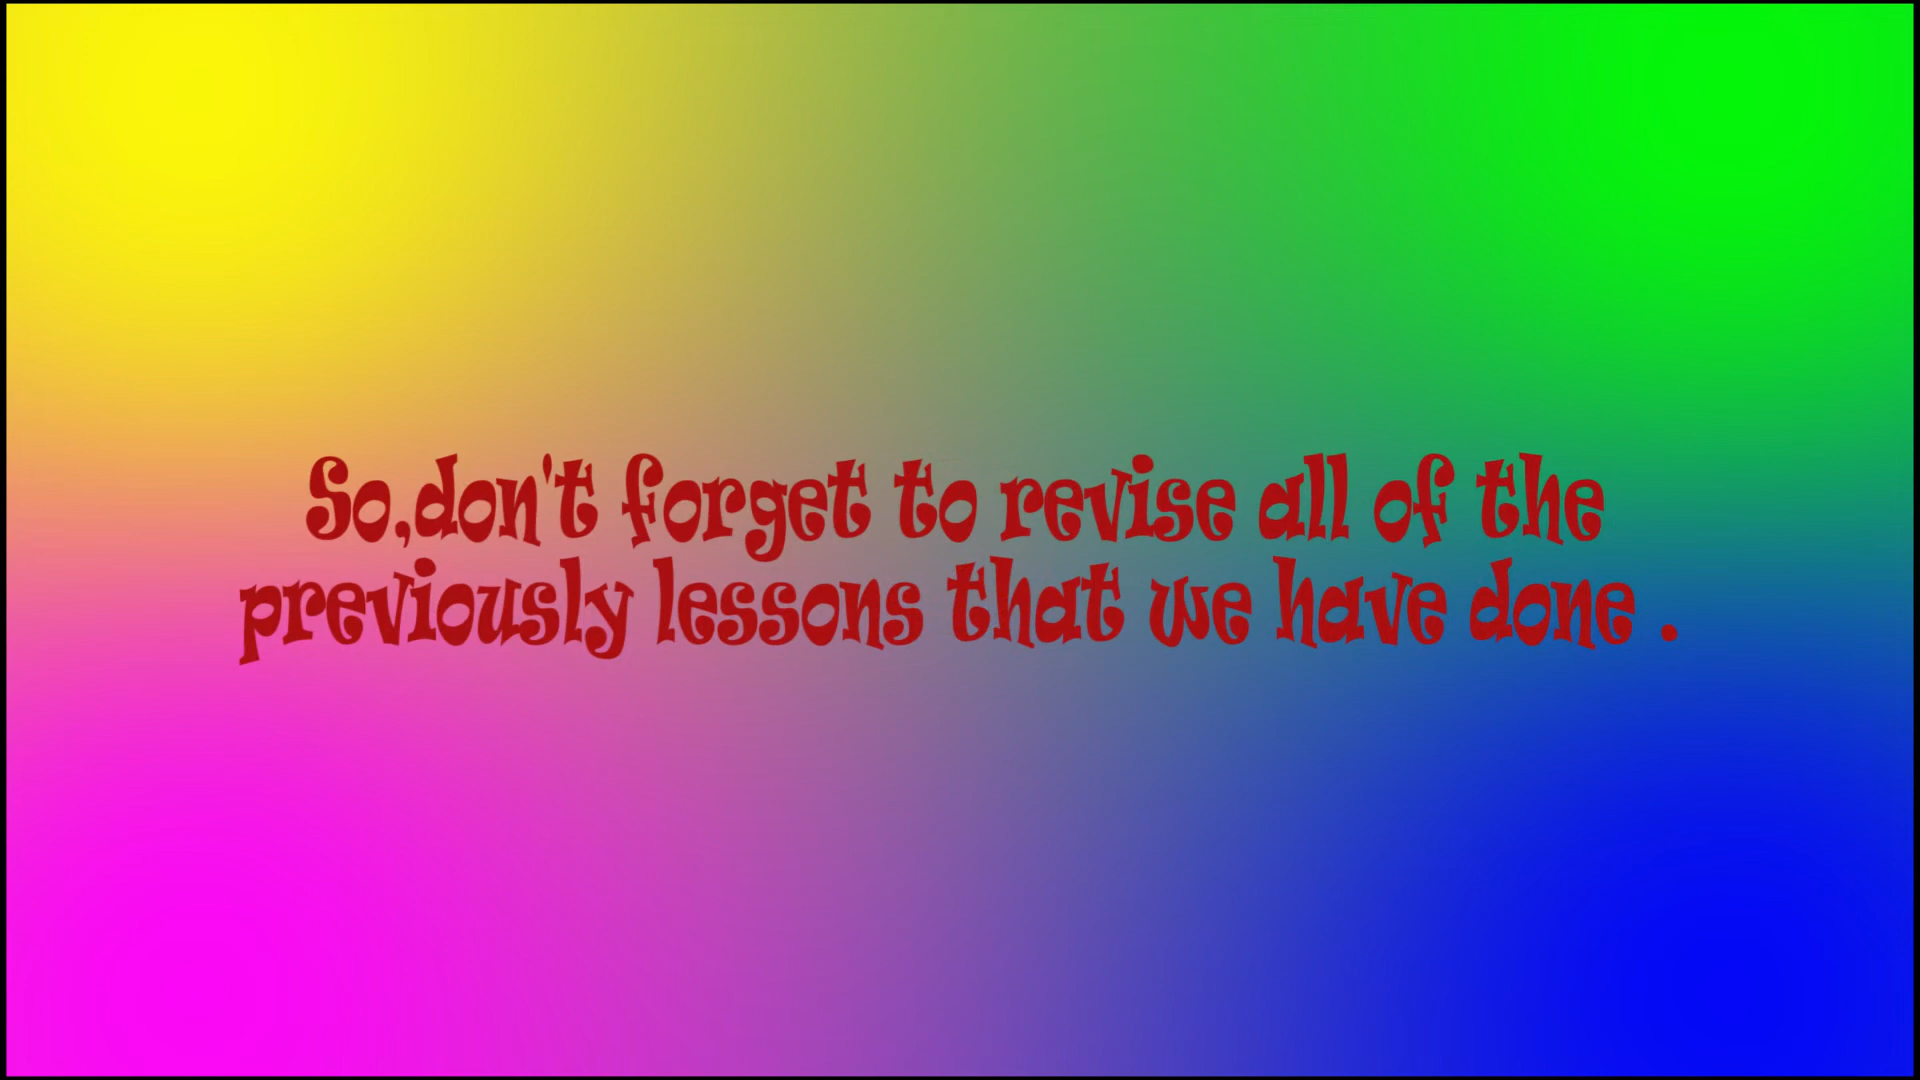 So,don't forget to revise all of the
previously lessons that we have done .